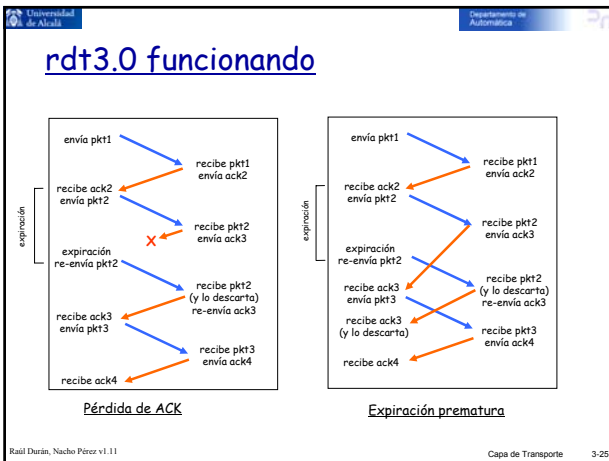 Universidad
de Alcalá
Departamento de
Automática
rdt3.0 funcionando
envía pkt1
recibe pkt1
envía ack2
recibe ack2
envía pkt2
expiración
recibe pkt2
envía ack3
X
expiración
re-envía pkt2
recibe pkt2
(y lo descarta)
re-envía ack3
recibe ack3
envía pkt3
recibe pkt3
envía ack4
recibe ack4
Pérdida de ACK
envía pkt1
recibe pkt1
envía ack2
recibe ack2
envía pkt2
expiración
recibe pkt2
envía ack3
expiración
re-envía pkt2
recibe pkt2
(y lo descarta)
re-envía ack3
recibe ack3
envía pkt3
recibe ack3
(y lo descarta)
recibe pkt3
envía ack4
recibe ack4
Expiración prematura
Raúl Durán, Nacho Pérez v1.11
Capa de Transporte 3-25